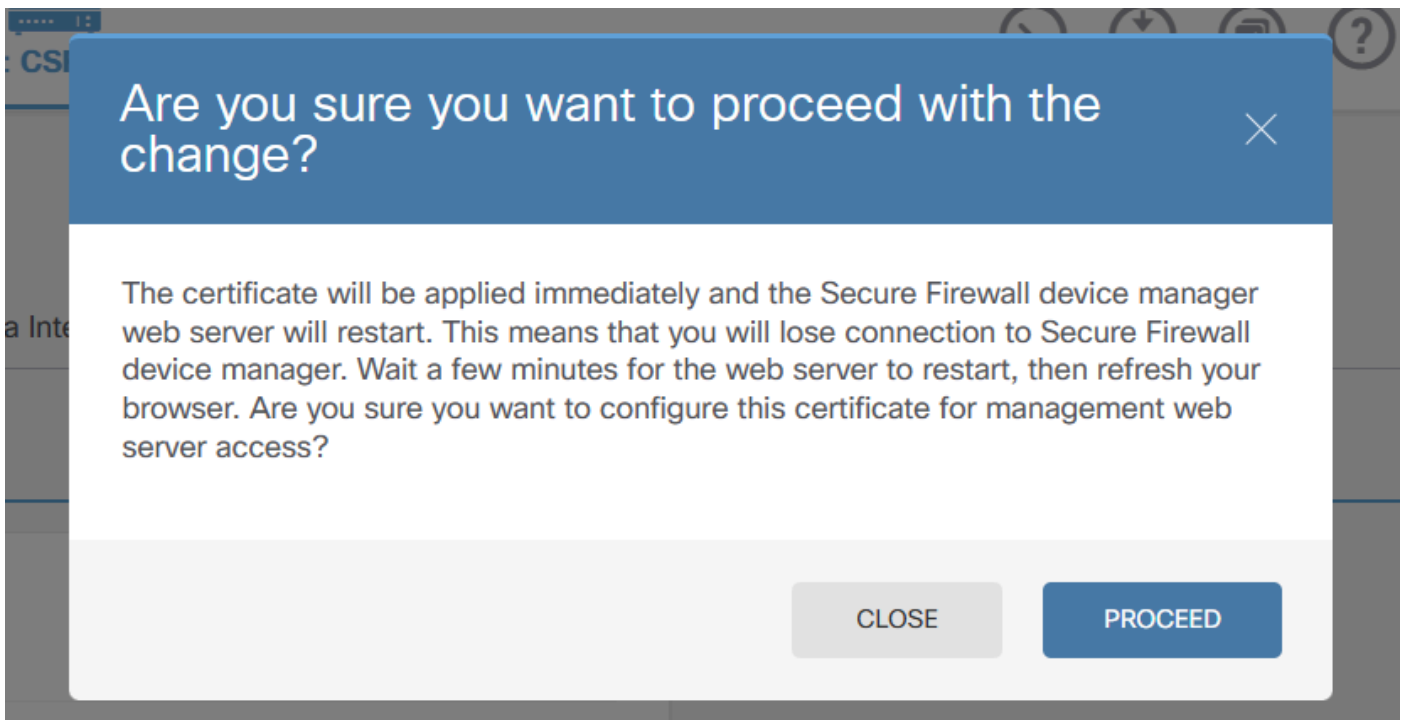 : CSI
?
Are you sure you want to proceed with the
change?
The certificate will be applied immediately and the Secure Firewall device manager
a Inte
web server will restart. This means that you will lose connection to Secure Firewall
device manager. Wait a few minutes for the web server to restart, then refresh your
browser. Are you sure you want to configure this certificate for management web
server access?
CLOSE
PROCEED